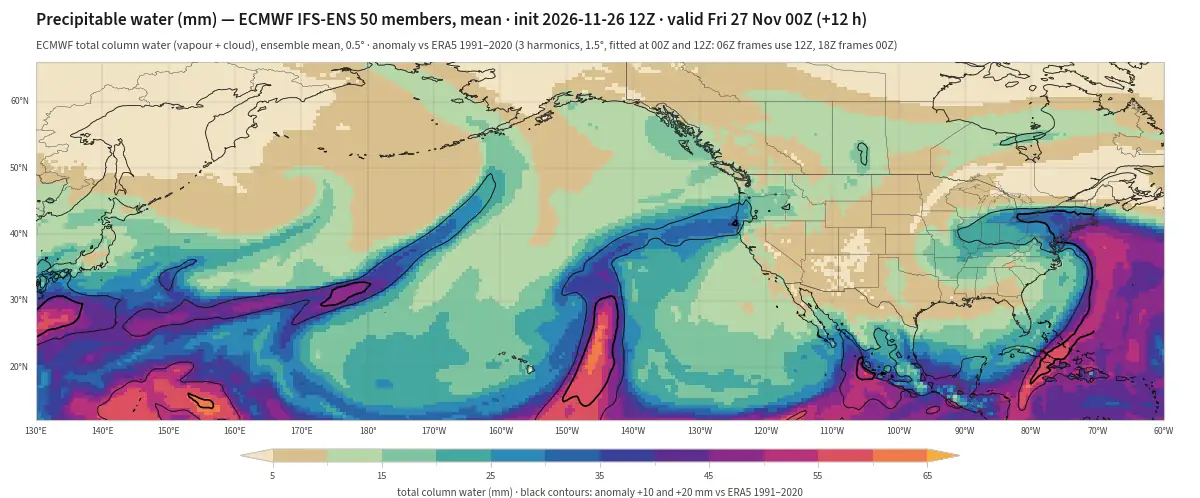 Precipitable water (mm) — ECMWF IFS-ENS 50 members, mean · init 2026-11-26 12Z · valid Fri 27 Nov 00Z (+12 h)
ECMWF total column water (vapour + cloud), ensemble mean, 0.5° · anomaly vs ERA5 1991–2020 (3 harmonics, 1.5°, fitted at 00Z and 12Z: 06Z frames use 12Z, 18Z frames 00Z)
60°N
50°N
40°N
30°N
20°N
130°E 140°E 150°E 160°E 170°E 180° 170°W 160°W 150°W 140°W 130°W 120°W 110°W 100°W 90°W 80°W 70°W 60°W
5 15 25 35 45 55 65
total column water (mm) · black contours: anomaly +10 and +20 mm vs ERA5 1991–2020